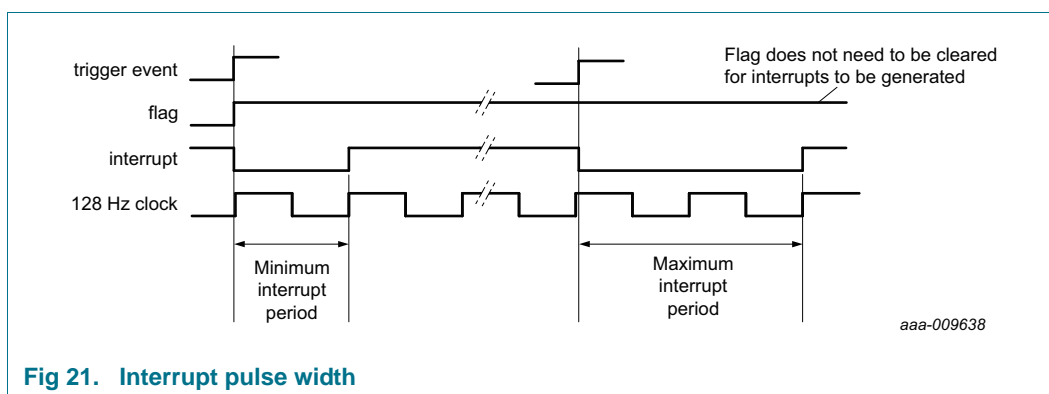 trigger event
Flag does not need to be cleared
for interrupts to be generated
flag
interrupt
128 Hz clock
Minimum
interrupt
period
Maximum
interrupt
period
aaa-009638
Fig 21. Interrupt pulse width